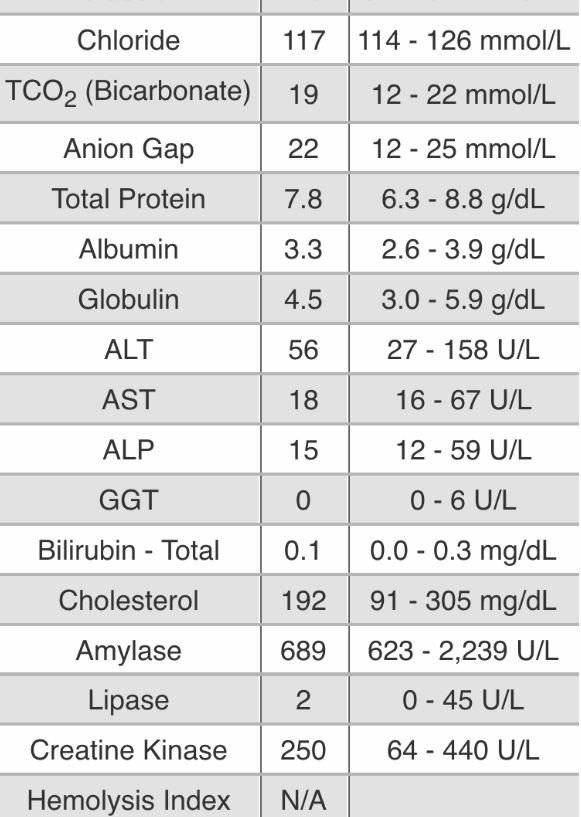 Chloride 117 114 - 126 mmol/L
TCO2 (Bicarbonate) 19 12 - 22 mmol/L
Anion Gap 22 12 - 25 mmol/L
Total Protein 7.8 6.3 - 8.8 g/dL
Albumin 3.3 2.6 - 3.9 g/dL
Globulin 4.5 3.0 - 5.9 g/dL
ALT 56 27 - 158 U/L
AST 18 16 - 67 U/L
ALP 15 12 - 59 U/L
GGT 0 0 - 6 U/L
Bilirubin - Total 0.1 0.0 - 0.3 mg/dL
Cholesterol 192 91 - 305 mg/dL
Amylase 689 623 - 2,239 U/L
Lipase 2 0 - 45 U/L
Creatine Kinase 250 64 - 440 U/L
Hemolysis Index N/A